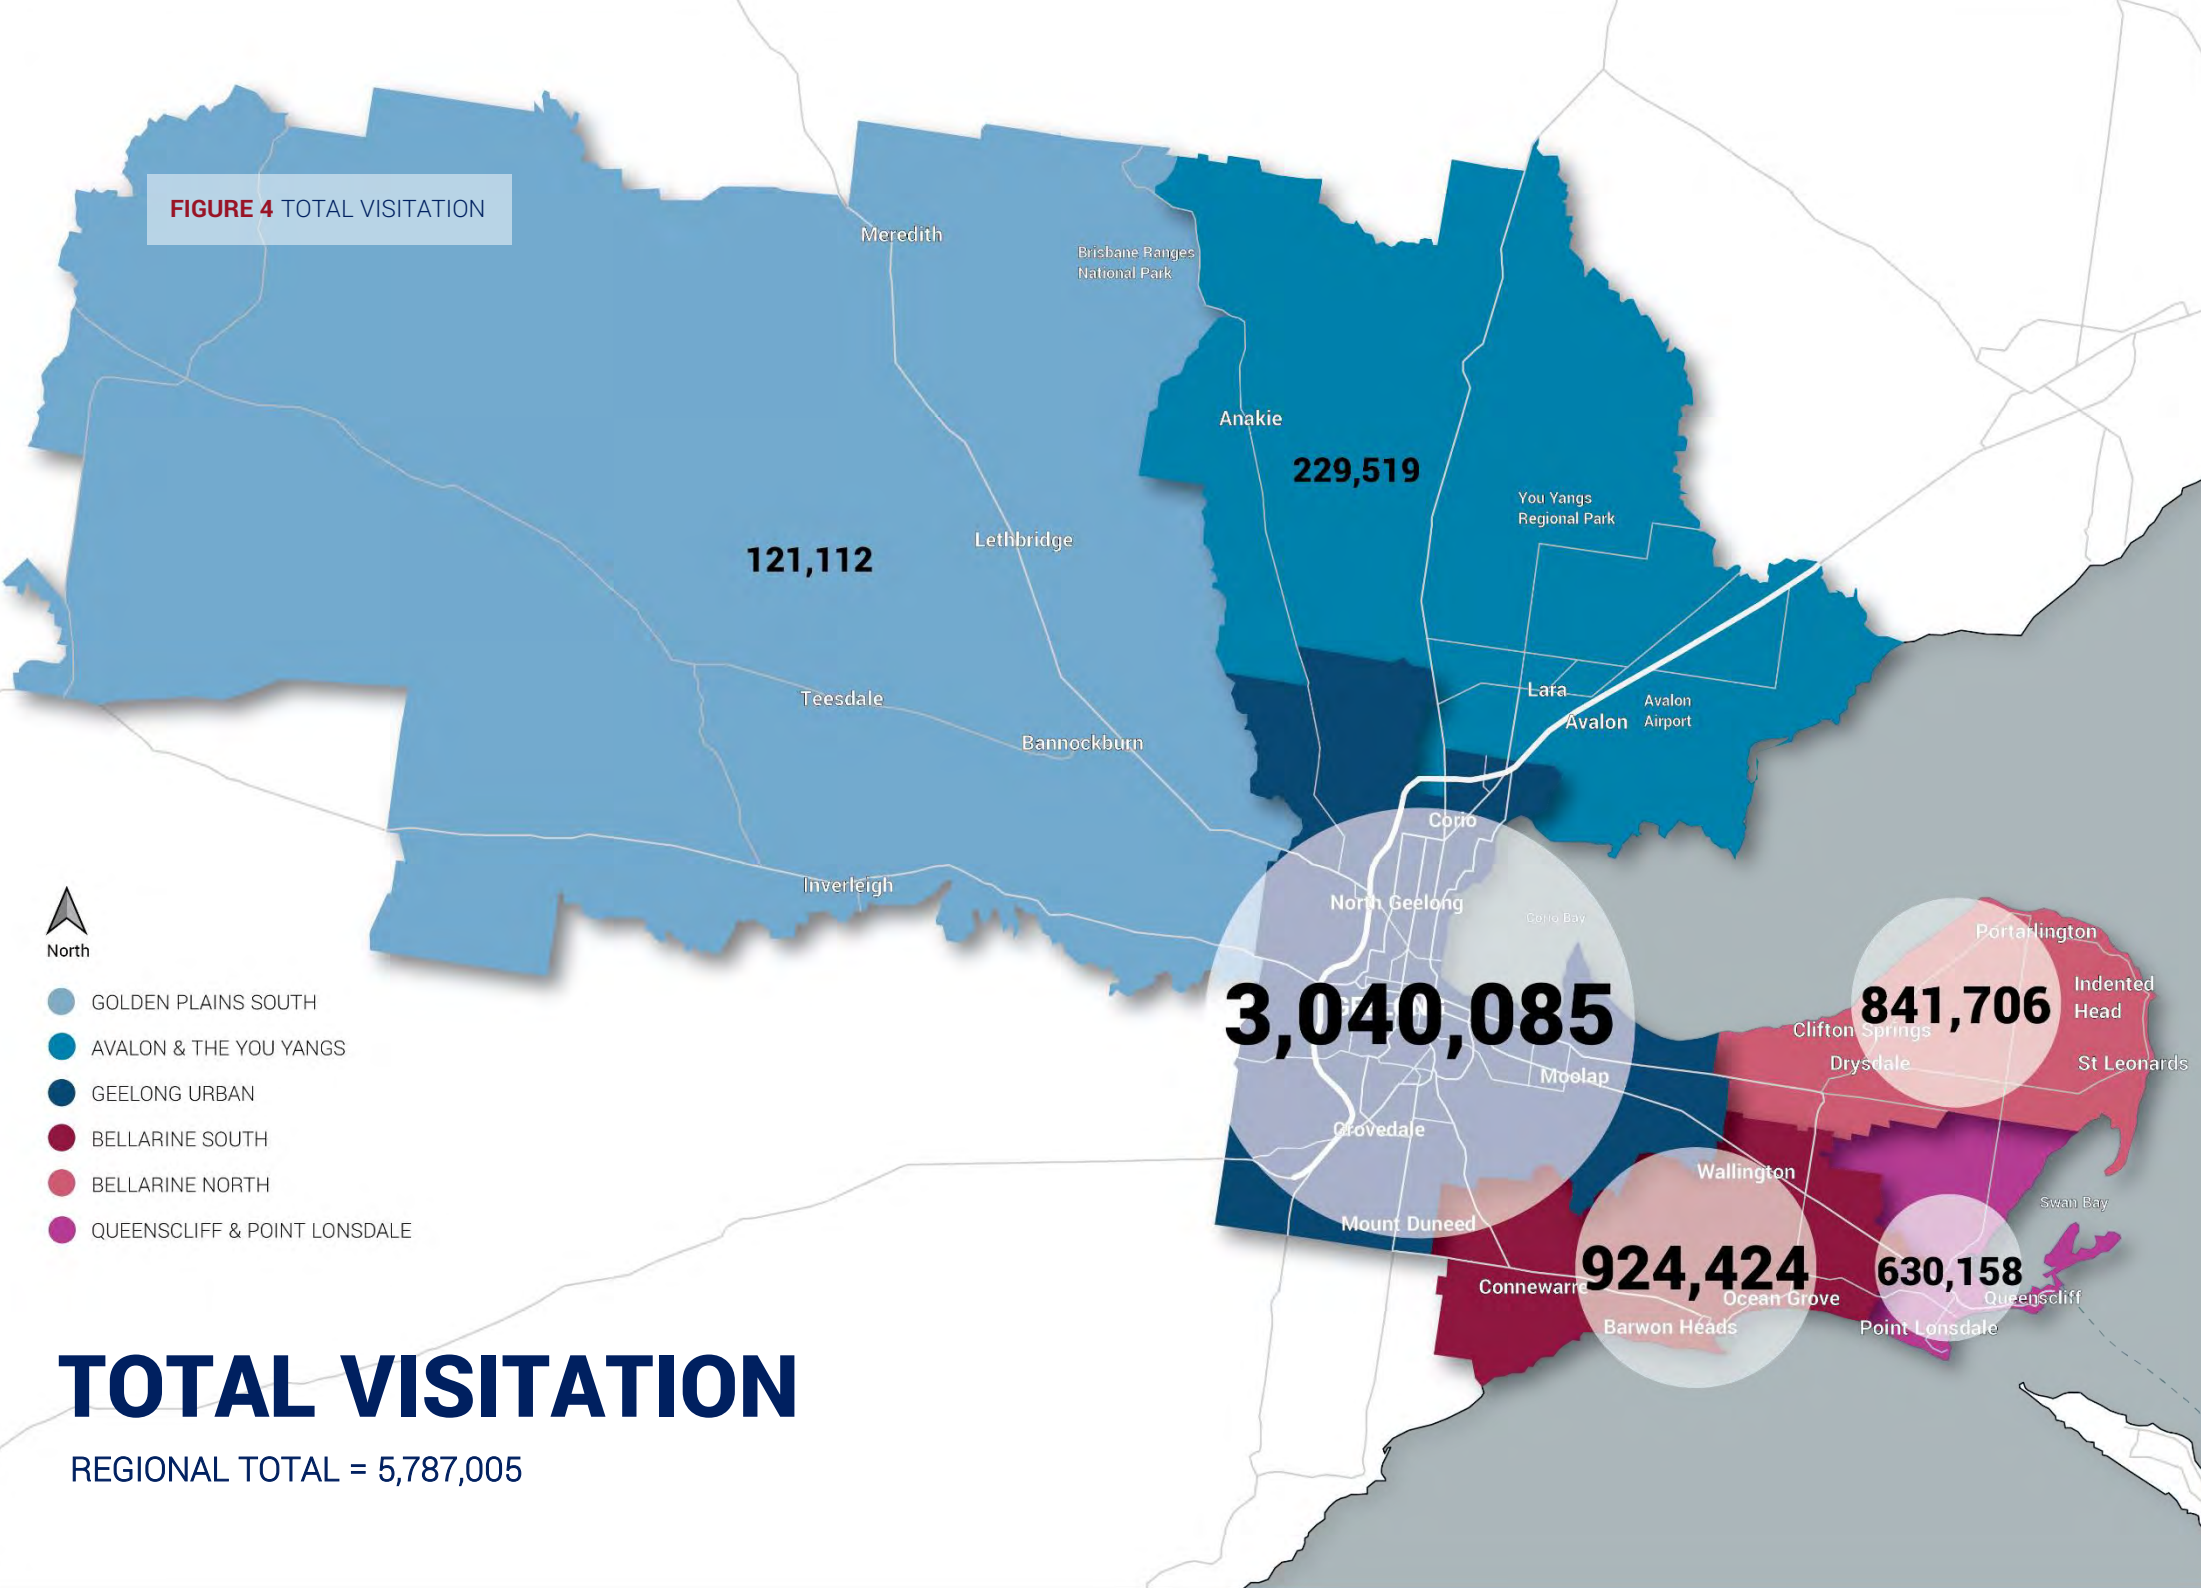 FIGURE 4 TOTAL VISITATION
Meredith
Brisbane Ranges
National Park
Anakie
229,519
You Yangs
Regional Park
Lethbridge
121,112
Teesdale
Lara
Avalon
Avalon
Airport
Bannockburn
Corio
Inverleigh
North Geelong
Corio Bay
Portarlington
North
Indented
Head
841,706
GOLDEN PLAINS SOUTH
3,040,085
GEELONG
Clifton Springs
AVALON & THE YOU YANGS
Drysdale
St Leonards
Moolap
GEELONG URBAN
Grovedale
BELLARINE SOUTH
Wallington
BELLARINE NORTH
Swan Bay
Mount Duneed
QUEENSCLIFF & POINT LONSDALE
924,424
630,158
Connewarre
Ocean Grove
Queenscliff
Barwon Heads
Point Lonsdale
TOTAL VISITATION
REGIONAL TOTAL = 5,787,005